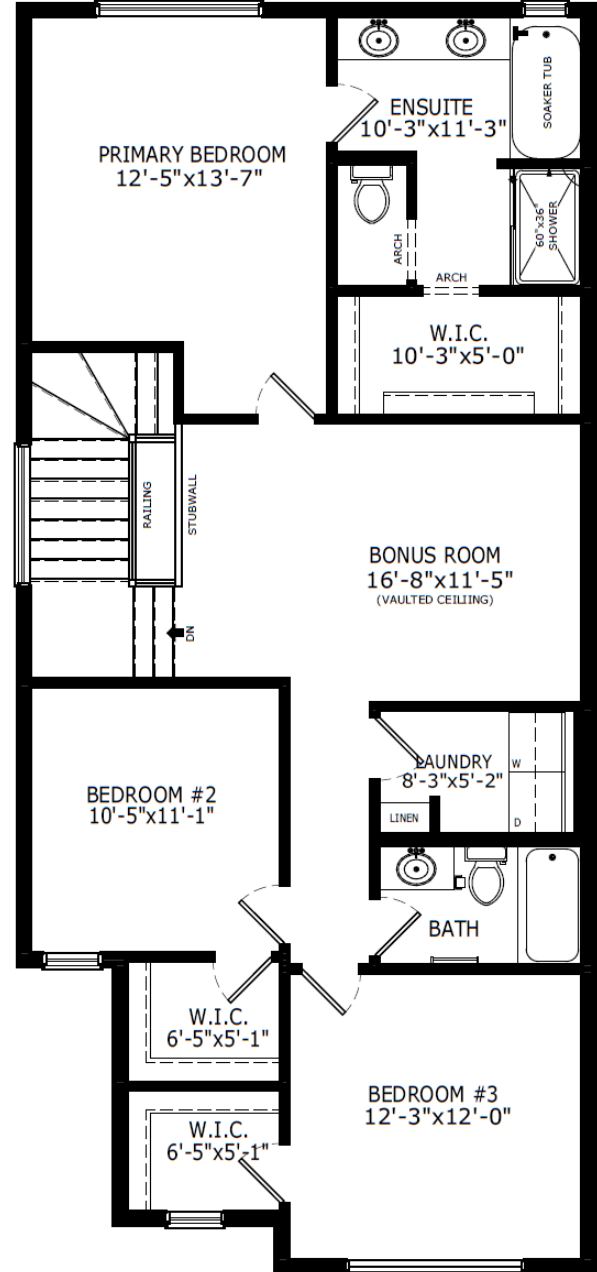 SOAKER TUB
ENSUITE
10'-3"x11'-3"
PRIMARY BEDROOM
12'-5"x13'-7"
60"x36"
SHOWER
ARCH
ARCH
W.I.C.
10'-3"x5'-0"
RAILING
STUBWALL
BONUS ROOM
16'-8"x11'-5"
(VAULTED CEILIING)
DN
LAUNDRY
8'-3"x5'-2"
W
D
LINEN
BEDROOM #2
10'-5"x11'-1"
BATH
W.I.C.
6'-5"x5'-1"
BEDROOM #3
12'-3"x12'-0"
W.I.C.
6'-5"x5'-1"